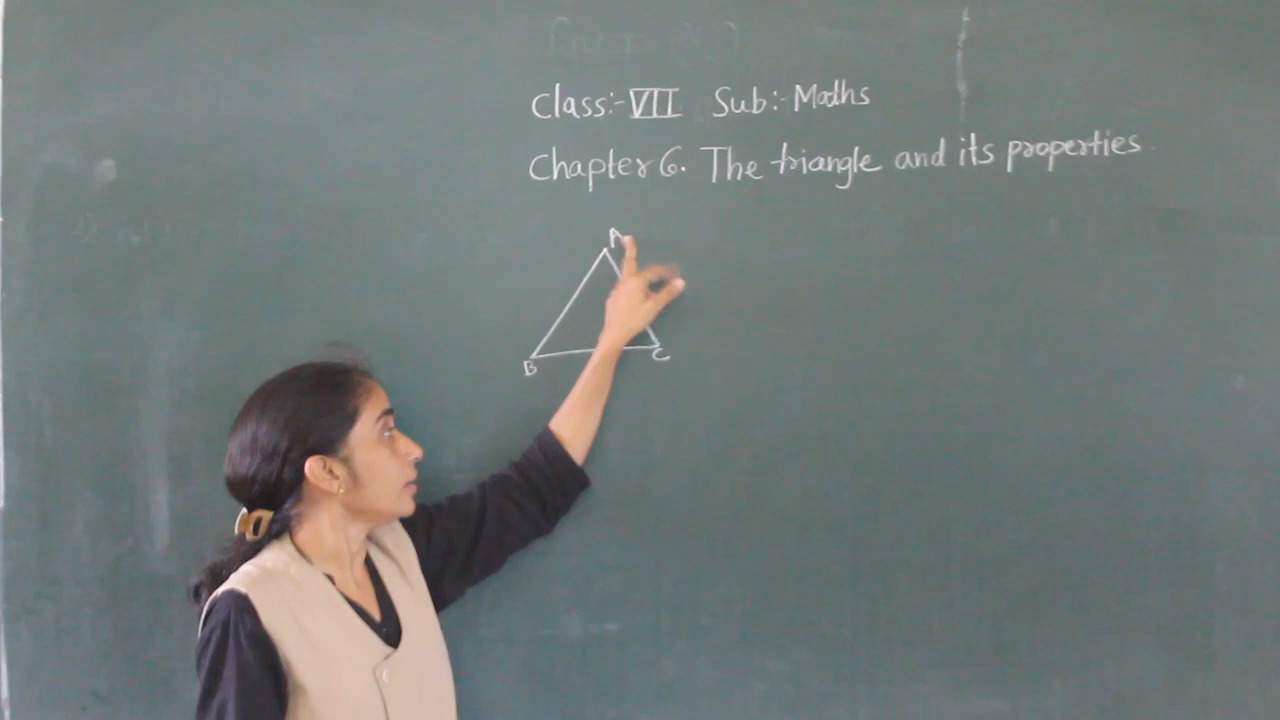 Class:- VII Sub:- Maths
Chapter 6. The triangle and its properties
A
B C